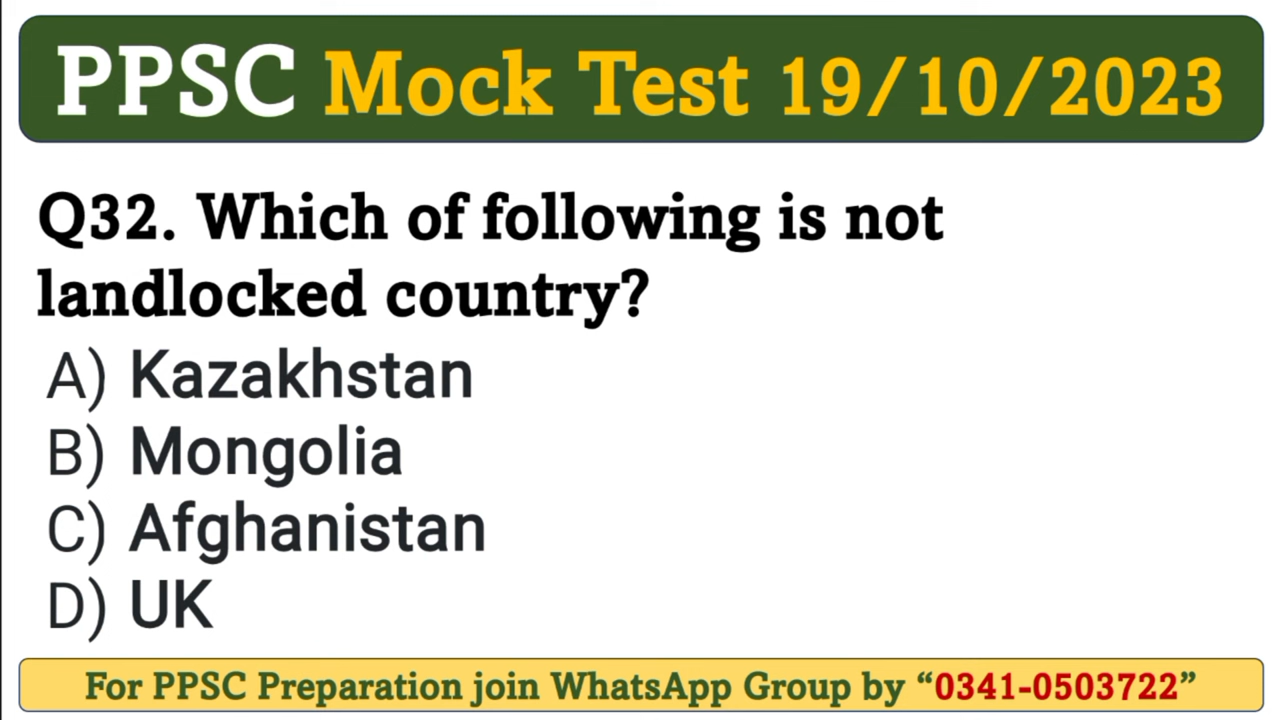 PPSC Mock Test 19/10/2023
Q32. Which of following is not
landlocked country?
A) Kazakhstan
B) Mongolia
C) Afghanistan
D) UK
For PPSC Preparation join WhatsApp Group by “0341-0503722”